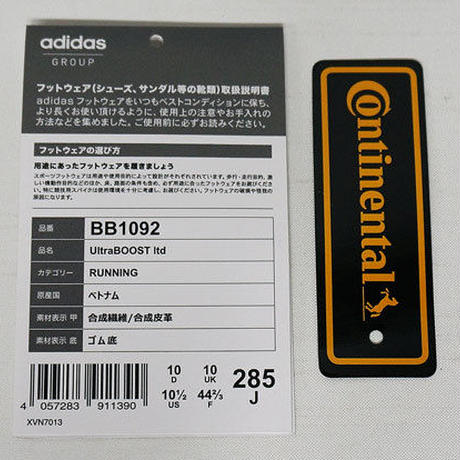 adidas
GROUP
フットウェア(シューズ、サンダル等の靴類)取扱説明書
adidasフットウェアをいつもベストコンディションに保ち、
より長くお使い頂けるように、使用上の注意やお手入れの
方法などを集めました。ご使用前に必ずお読みください。
フットウェアの選び方
用途にあったフットウェアを履きましょう
品番 BB1092
品名 UltraBOOST ltd
カテゴリー RUNNING
原産国 ベトナム
素材表示 甲 合成繊維/合成皮革
素材表示 底 ゴム底
10 D
10 UK
10½ US
44⅔ F
285 J
4 057283 911390
XVN7013
Continental